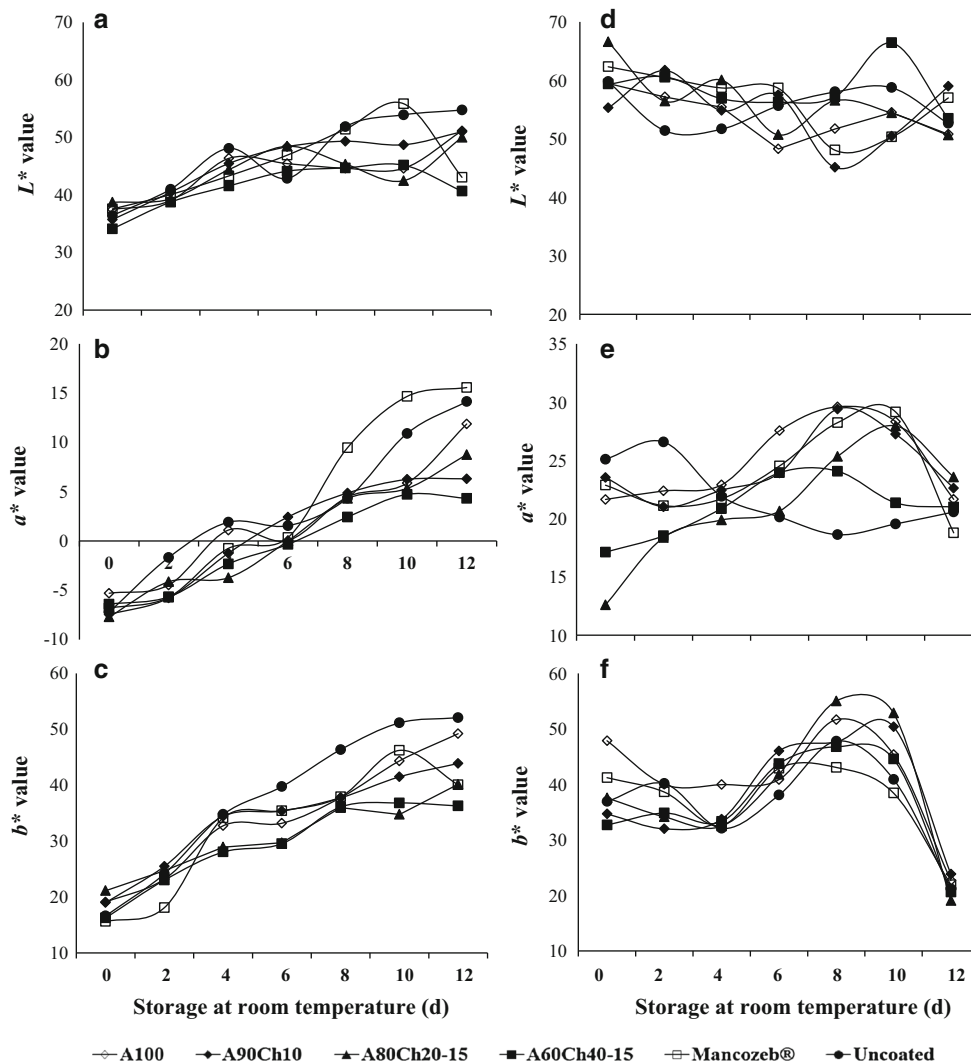 a
70
60
50
40
30
20
L* value
d
70
60
50
40
30
20
L* value
b
20
15
10
5
0
-5
-10
a* value
0 2 4 6 8 10 12
e
35
30
25
20
15
10
a* value
c
60
50
40
30
20
10
b* value
0 2 4 6 8 10 12
Storage at room temperature (d)
f
60
50
40
30
20
10
b* value
0 2 4 6 8 10 12
Storage at room temperature (d)
A100 A90Ch10 A80Ch20-15 A60Ch40-15 Mancozeb® Uncoated